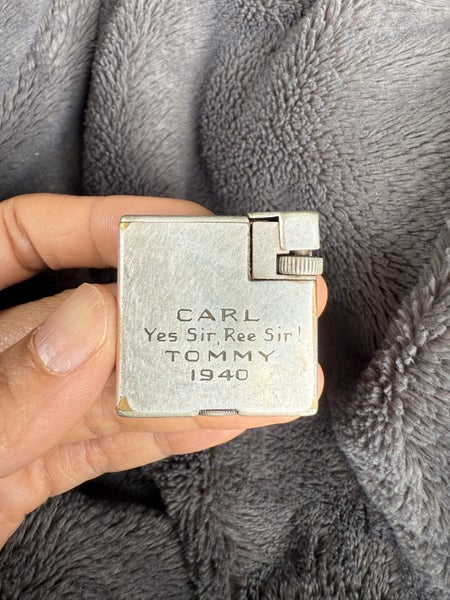 CARL
Yes Sir, Ree Sir!
TOMMY
1940